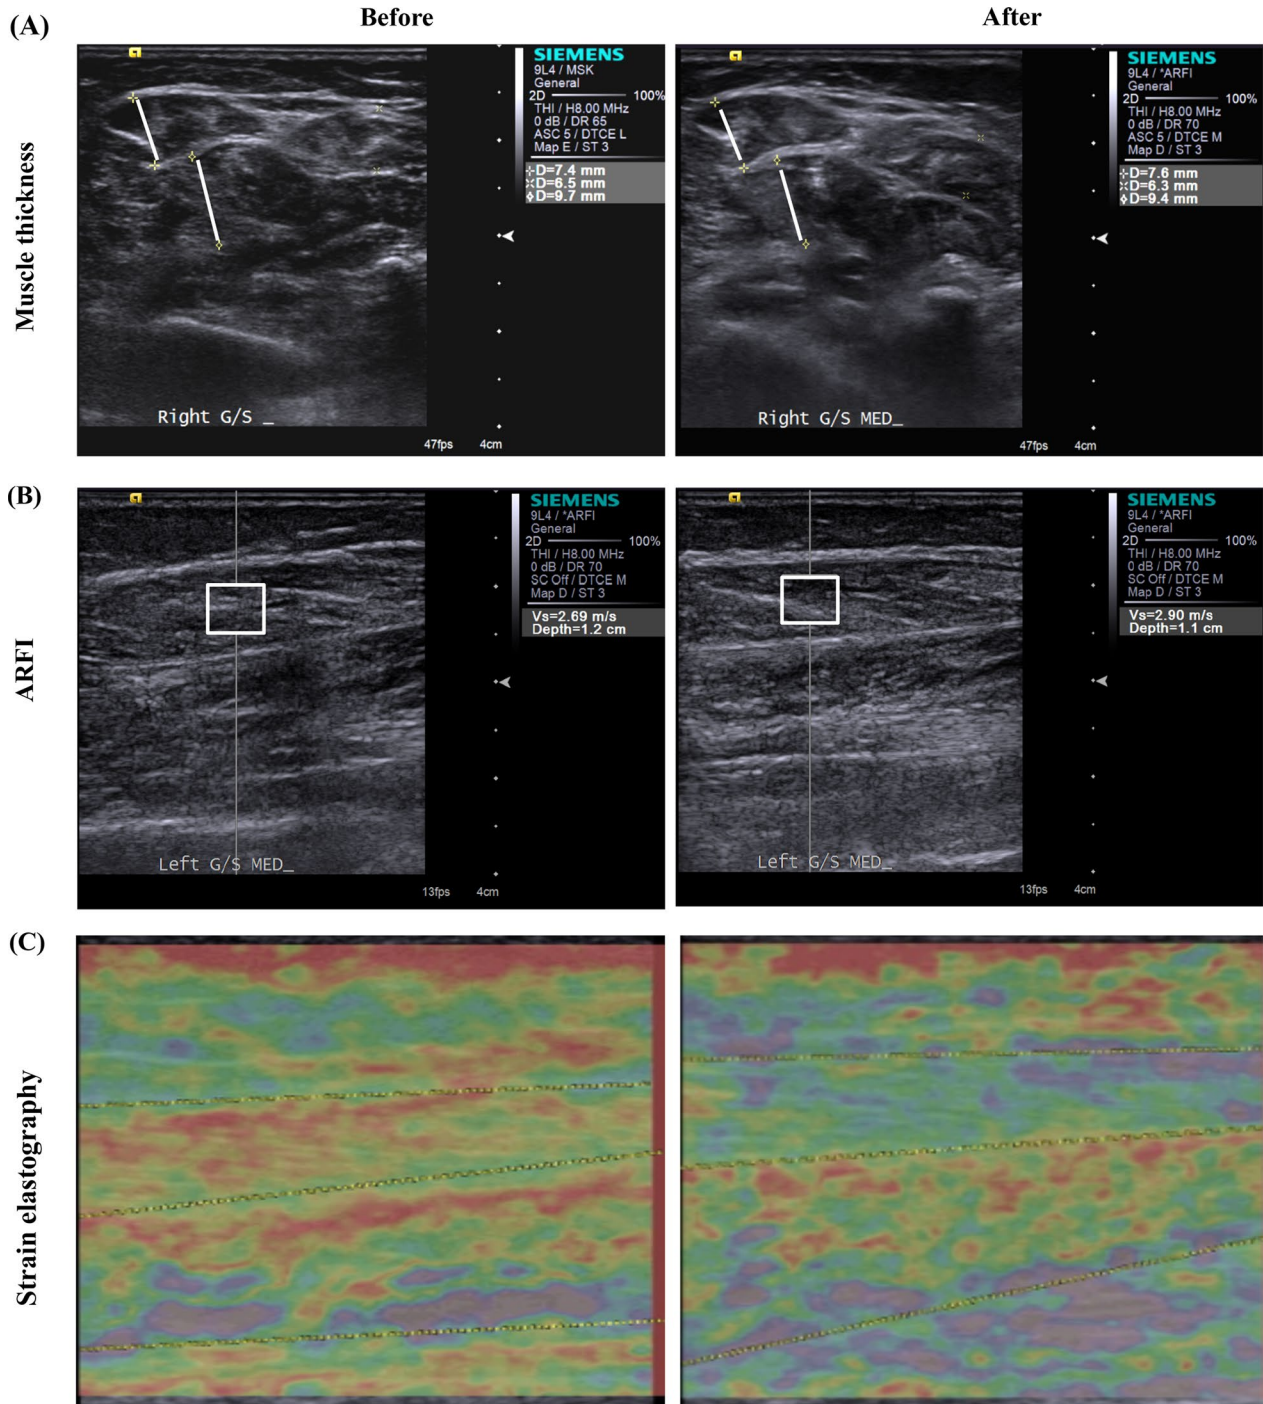 (A)
Before
After
Muscle thickness
SIEMENS
9L4 / MSK
General
2D 100%
THI / H8.00 MHz
0 dB / DR 65
ASC 5 / DTCE L
Map E / ST 3
D=7.4 mm
D=6.5 mm
D=9.7 mm
Right G/S _
47fps 4cm
SIEMENS
9L4 / *ARFI
General
2D 100%
THI / H8.00 MHz
0 dB / DR 70
ASC 5 / DTCE M
Map D / ST 3
D=7.6 mm
D=6.3 mm
D=9.4 mm
Right G/S MED_
47fps 4cm
(B)
ARFI
SIEMENS
9L4 / *ARFI
General
2D 100%
THI / H8.00 MHz
0 dB / DR 70
SC Off / DTCE M
Map D / ST 3
Vs=2.69 m/s
Depth=1.2 cm
Left G/S MED_
13fps 4cm
SIEMENS
9L4 / *ARFI
General
2D 100%
THI / H8.00 MHz
0 dB / DR 70
SC Off / DTCE M
Map D / ST 3
Vs=2.90 m/s
Depth=1.1 cm
Left G/S MED_
13fps 4cm
(C)
Strain elastography